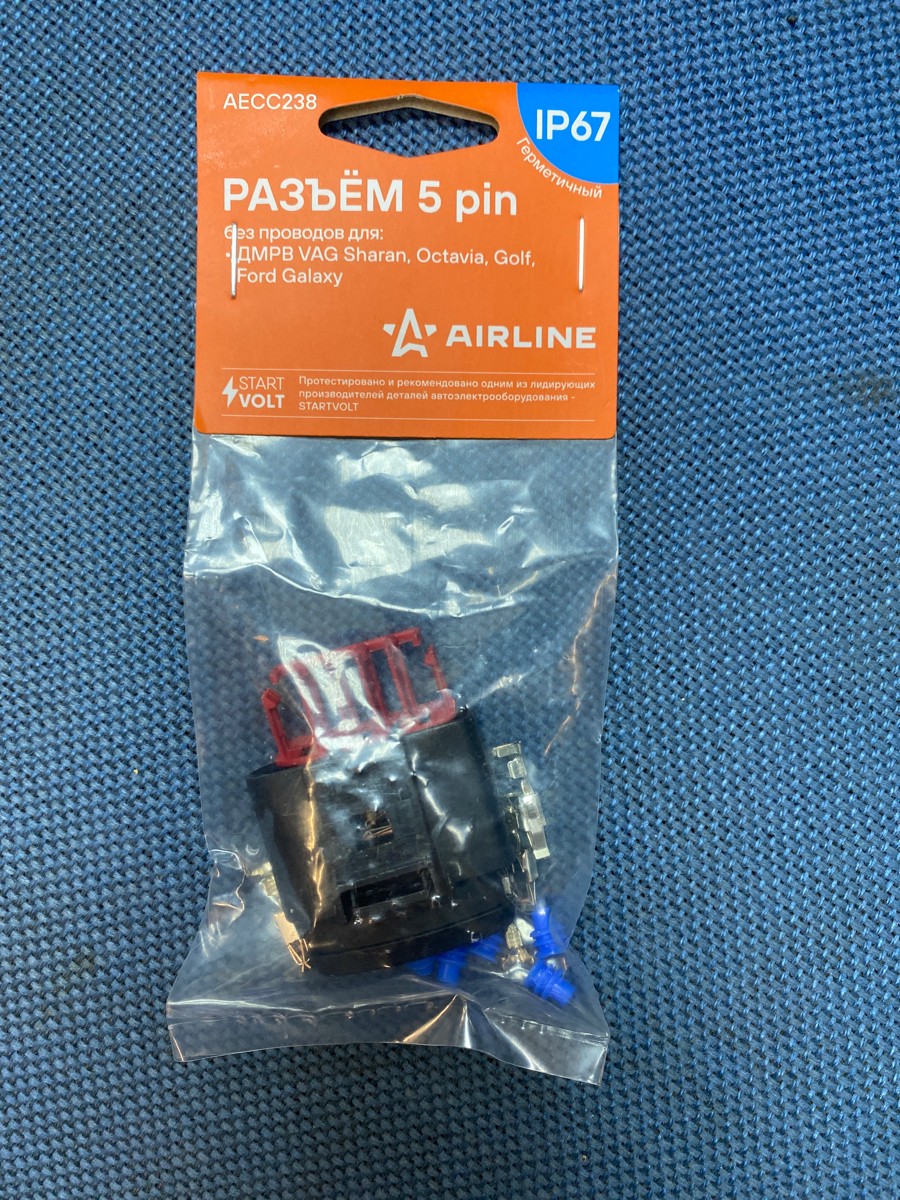 AECC238
IP67
Герметичный
РАЗЪЁМ 5 pin
без проводов для:
• ДМРВ VAG Sharan, Octavia, Golf,
Ford Galaxy
AIRLINE
START
VOLT
Протестировано и рекомендовано одним из лидирующих
производителей деталей автоэлектрооборудования -
STARTVOLT